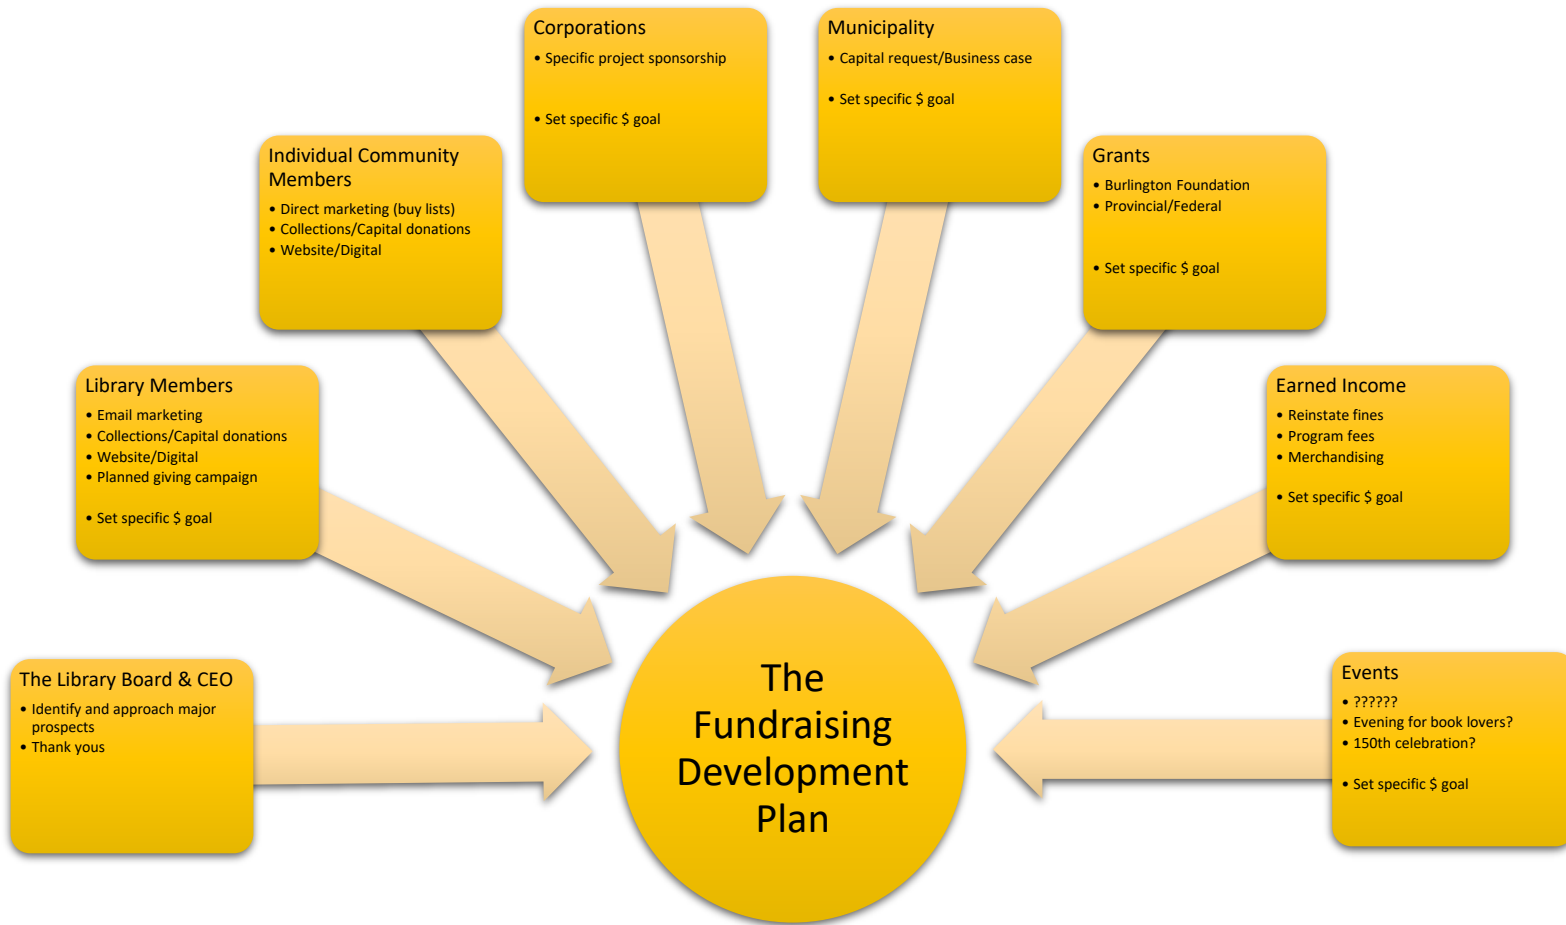 The Library Board & CEO
• Identify and approach major
prospects
• Thank yous
Library Members
• Email marketing
• Collections/Capital donations
• Website/Digital
• Planned giving campaign
• Set specific $ goal
Individual Community
Members
• Direct marketing (buy lists)
• Collections/Capital donations
• Website/Digital
Corporations
• Specific project sponsorship
• Set specific $ goal
Municipality
• Capital request/Business case
• Set specific $ goal
Grants
• Burlington Foundation
• Provincial/Federal
• Set specific $ goal
Earned Income
• Reinstate fines
• Program fees
• Merchandising
• Set specific $ goal
Events
• ??????
• Evening for book lovers?
• 150th celebration?
• Set specific $ goal
The
Fundraising
Development
Plan